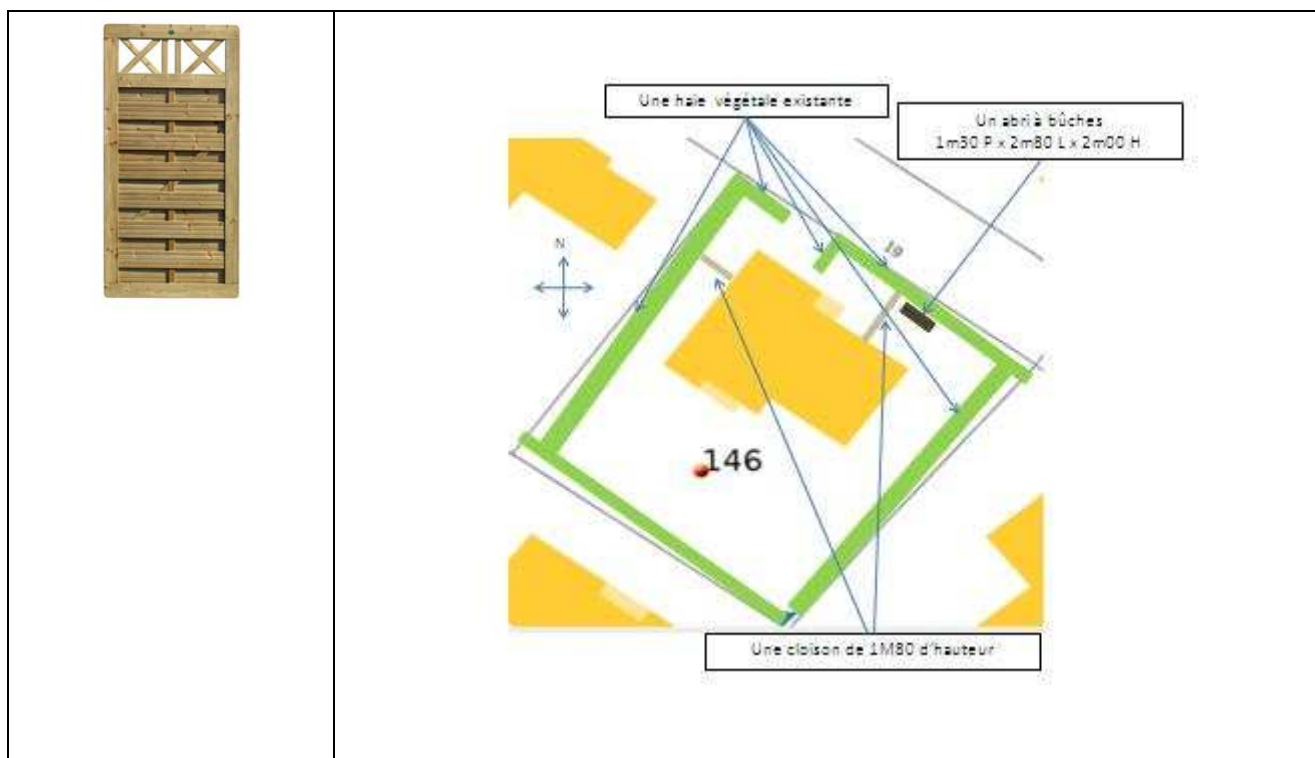 Une haie végétale existante
Un abri à bûches
1m30 P x 2m80 L x 2m00 H
N
19
146
Une cloison de 1M80 d'hauteur